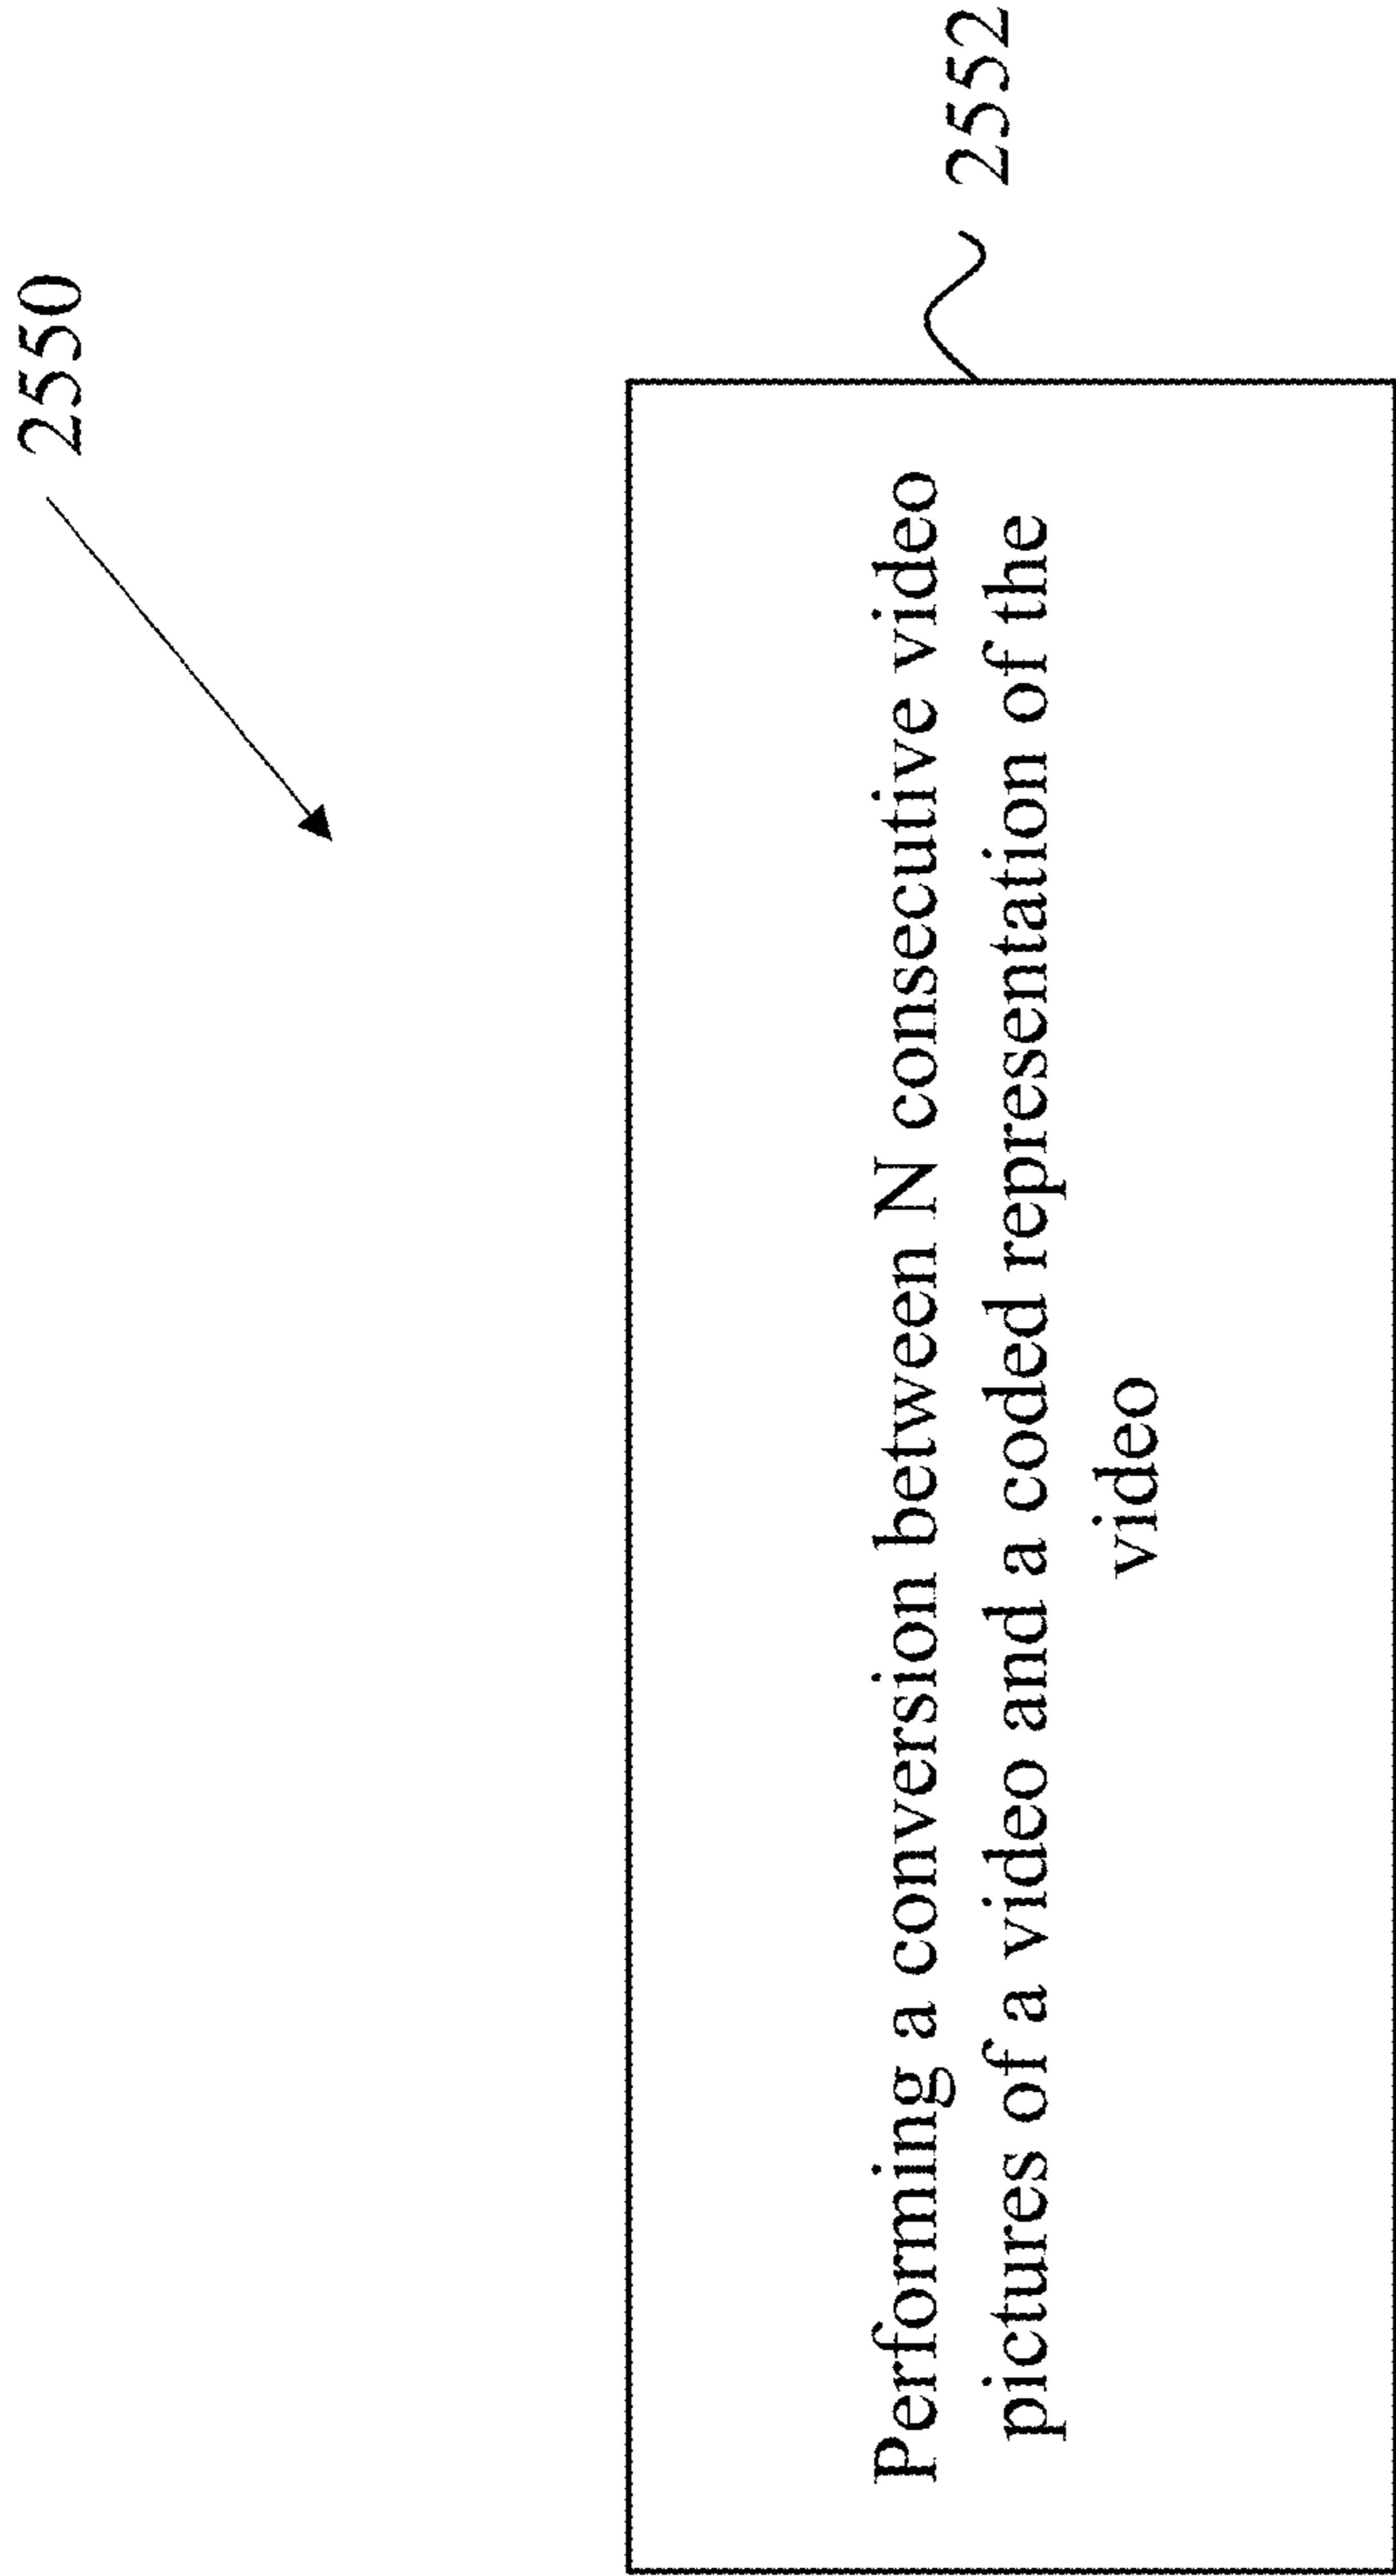 2550
Performing a conversion between N consecutive video
pictures of a video and a coded representation of the
video
2552